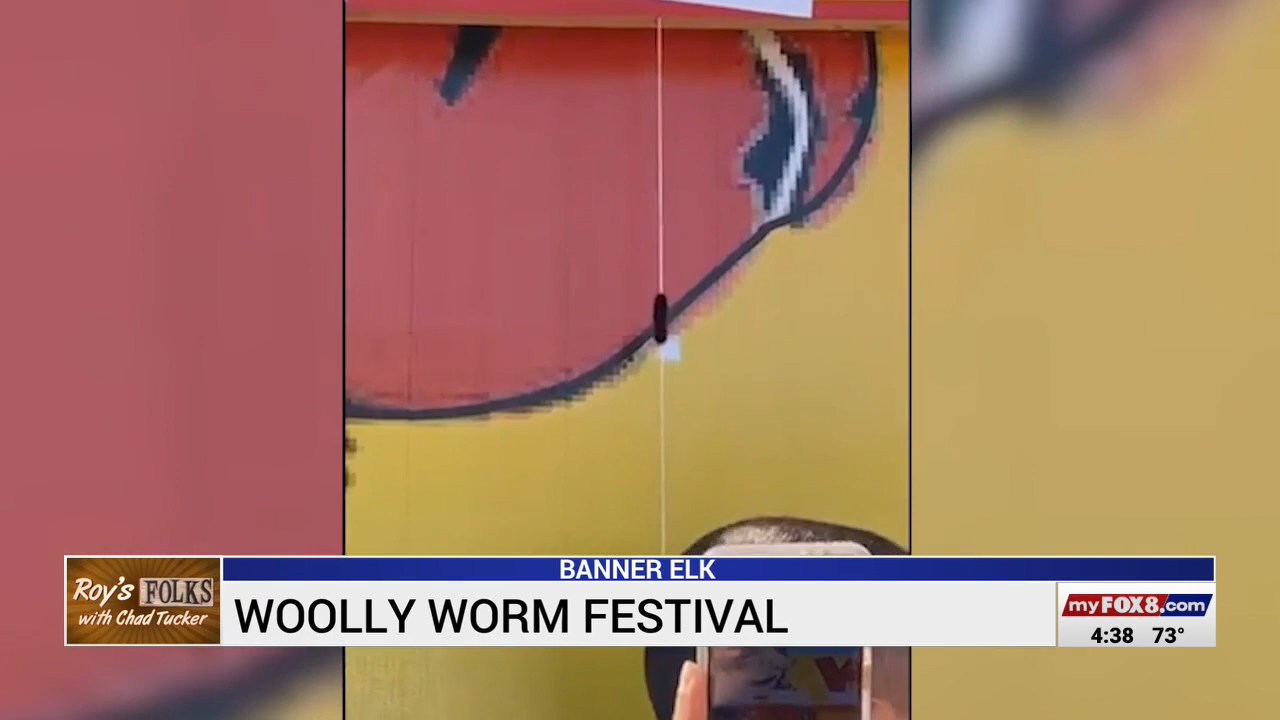 BANNER ELK
Roy's FOLKS
with Chad Tucker
WOOLLY WORM FESTIVAL
myFOX8.com
4:38 73°